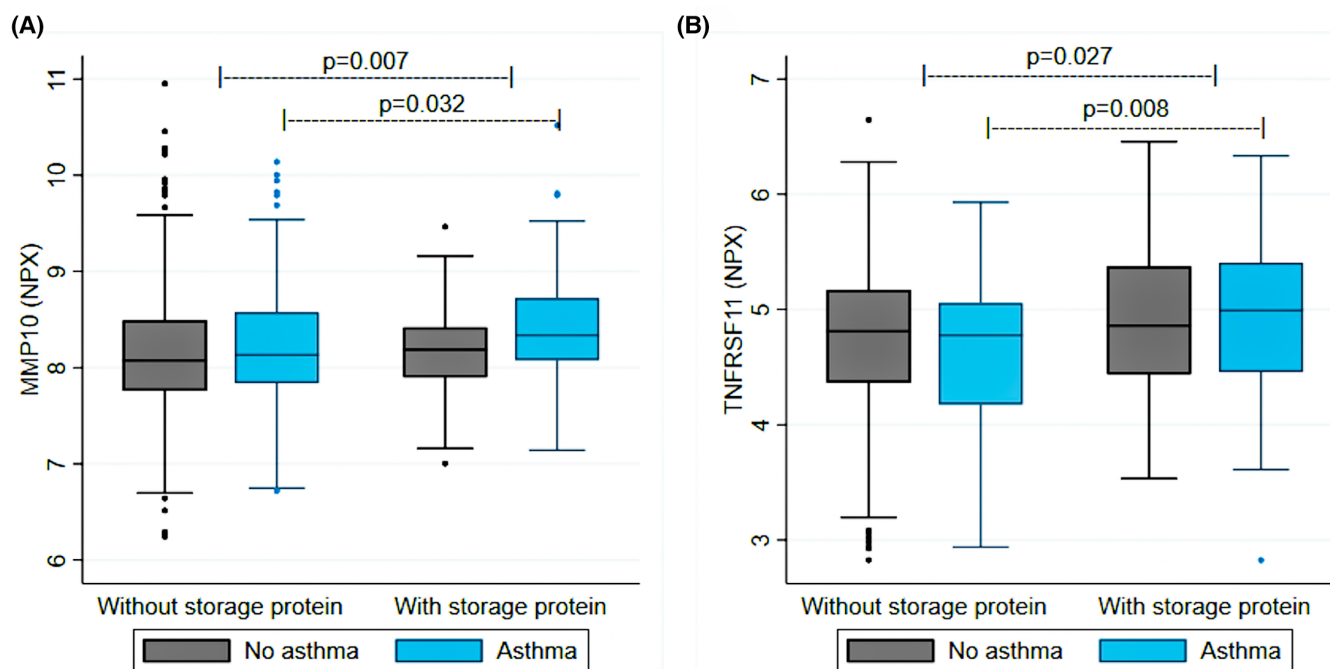 (A)
p=0.007
p=0.032
MMP10 (NPX)
11
10
9
8
7
6
Without storage protein
With storage protein
No asthma
Asthma
(B)
p=0.027
p=0.008
TNFRSF11 (NPX)
7
6
5
4
3
Without storage protein
With storage protein
No asthma
Asthma